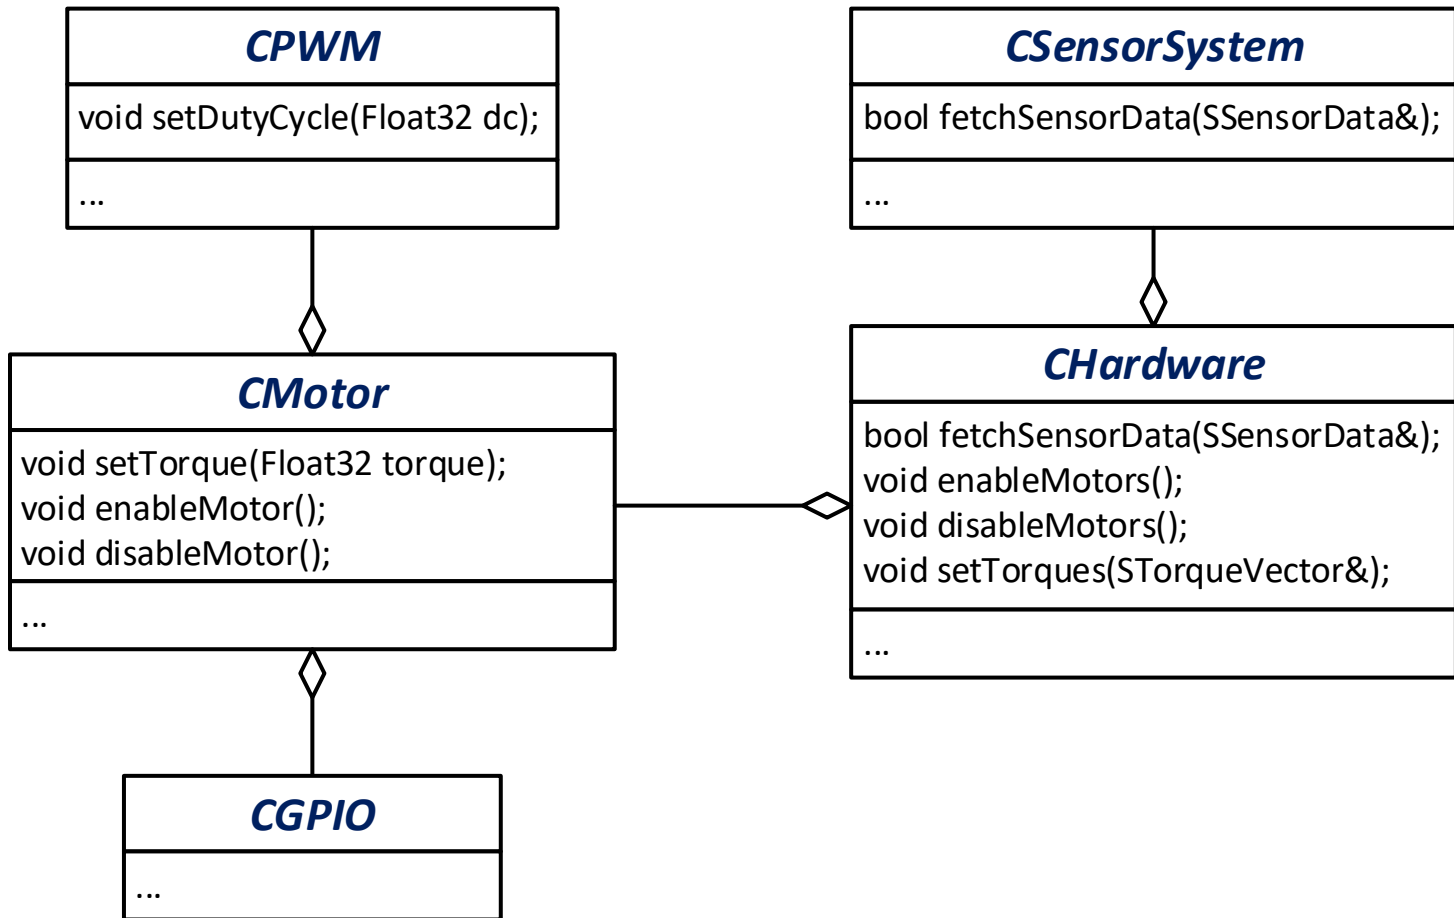 CPWM
void setDutyCycle(Float32 dc);
...
CSensorSystem
bool fetchSensorData(SSensorData&);
...
CMotor
void setTorque(Float32 torque);
void enableMotor();
void disableMotor();
...
CHardware
bool fetchSensorData(SSensorData&);
void enableMotors();
void disableMotors();
void setTorques(STorqueVector&);
...
CGPIO
...